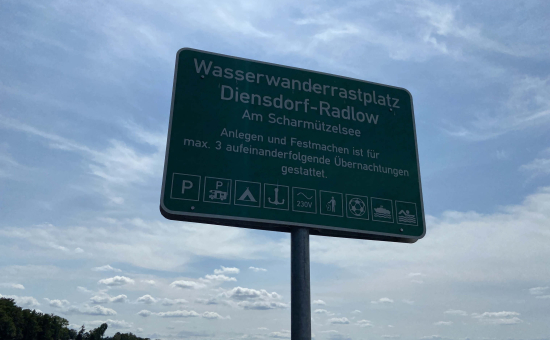 Wasserwanderrastplatz
Diensdorf-Radlow
Am Scharmützelsee
Anlegen und Festmachen ist für
max. 3 aufeinanderfolgende Übernachtungen
gestattet.
P P 230V